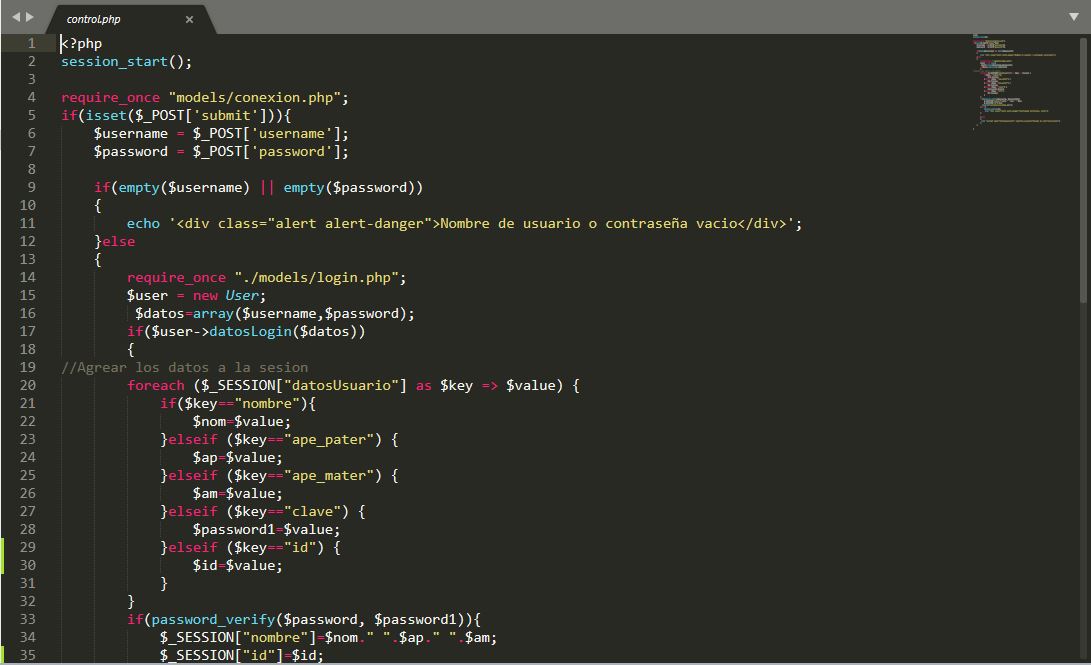 control.php ×
1 <?php
2 session_start();
3
4 require_once "models/conexion.php";
5 if(isset($_POST['submit'])){
6     $username = $_POST['username'];
7     $password = $_POST['password'];
8
9     if(empty($username) || empty($password))
10     {
11         echo '<div class="alert alert-danger">Nombre de usuario o contraseña vacio</div>';
12     }else
13     {
14         require_once "./models/login.php";
15         $user = new User;
16          $datos=array($username,$password);
17         if($user->datosLogin($datos))
18         {
19 //Agrear los datos a la sesion
20         foreach ($_SESSION["datosUsuario"] as $key => $value) {
21             if($key=="nombre"){
22                 $nom=$value;
23             }elseif ($key=="ape_pater") {
24                 $ap=$value;
25             }elseif ($key=="ape_mater") {
26                 $am=$value;
27             }elseif ($key=="clave") {
28                 $password1=$value;
29             }elseif ($key=="id") {
30                 $id=$value;
31             }
32         }
33         if(password_verify($password, $password1)){
34             $_SESSION["nombre"]=$nom." ".$ap." ".$am;
35             $_SESSION["id"]=$id;